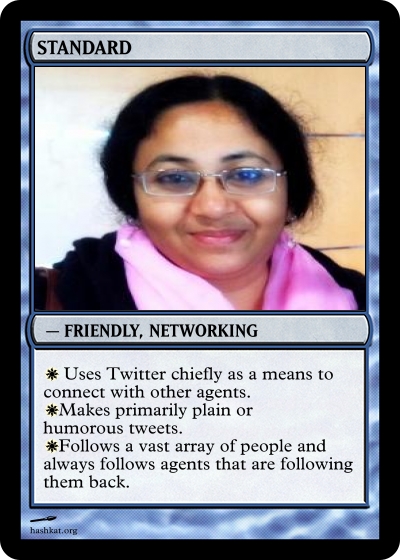 STANDARD
— FRIENDLY, NETWORKING
⁕ Uses Twitter chiefly as a means to
connect with other agents.
⁕Makes primarily plain or
humorous tweets.
⁕Follows a vast array of people and
always follows agents that are following
them back.
hashkat.org